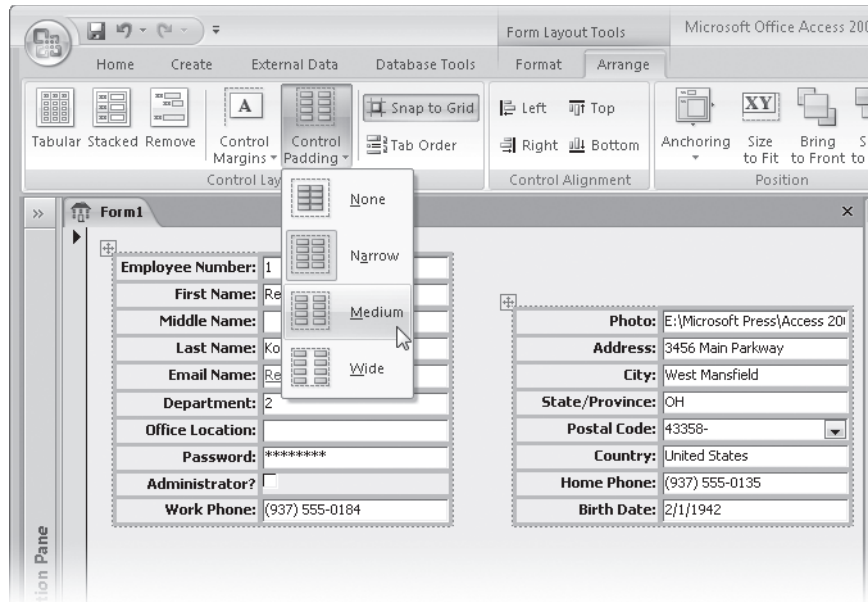 Form Layout Tools
Microsoft Office Access 200
Home Create External Data Database Tools Format Arrange
Tabular Stacked Remove
Control Margins
Control Padding
Snap to Grid
Tab Order
Left
Top
Right
Bottom
Anchoring
Size to Fit
Bring to Front
S
to
Control Lay
Control Alignment
Position
None
Narrow
Medium
Wide
Form1
Employee Number: 1
First Name: Re
Middle Name:
Last Name: Ko
Email Name: Re
Department: 2
Office Location:
Password: ********
Administrator?
Work Phone: (937) 555-0184
Photo: E:\Microsoft Press\Access 20
Address: 3456 Main Parkway
City: West Mansfield
State/Province: OH
Postal Code: 43358-
Country: United States
Home Phone: (937) 555-0135
Birth Date: 2/1/1942
tion Pane